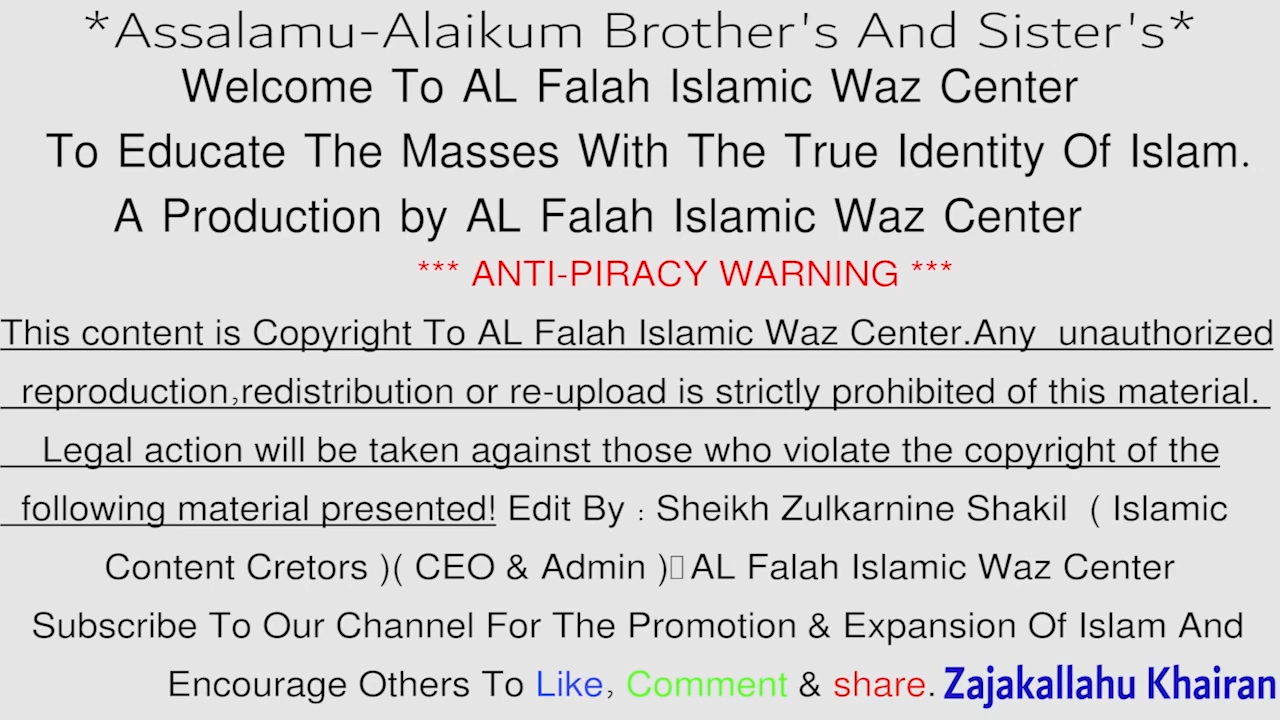 *Assalamu-Alaikum Brother's And Sister's*
Welcome To AL Falah Islamic Waz Center
To Educate The Masses With The True Identity Of Islam.
A Production by AL Falah Islamic Waz Center
*** ANTI-PIRACY WARNING ***
This content is Copyright To AL Falah Islamic Waz Center.Any  unauthorized
reproduction,redistribution or re-upload is strictly prohibited of this material.
Legal action will be taken against those who violate the copyright of the
following material presented! Edit By : Sheikh Zulkarnine Shakil  ( Islamic
Content Cretors )( CEO & Admin )▯AL Falah Islamic Waz Center
Subscribe To Our Channel For The Promotion & Expansion Of Islam And
Encourage Others To Like, Comment & share. Zajakallahu Khairan